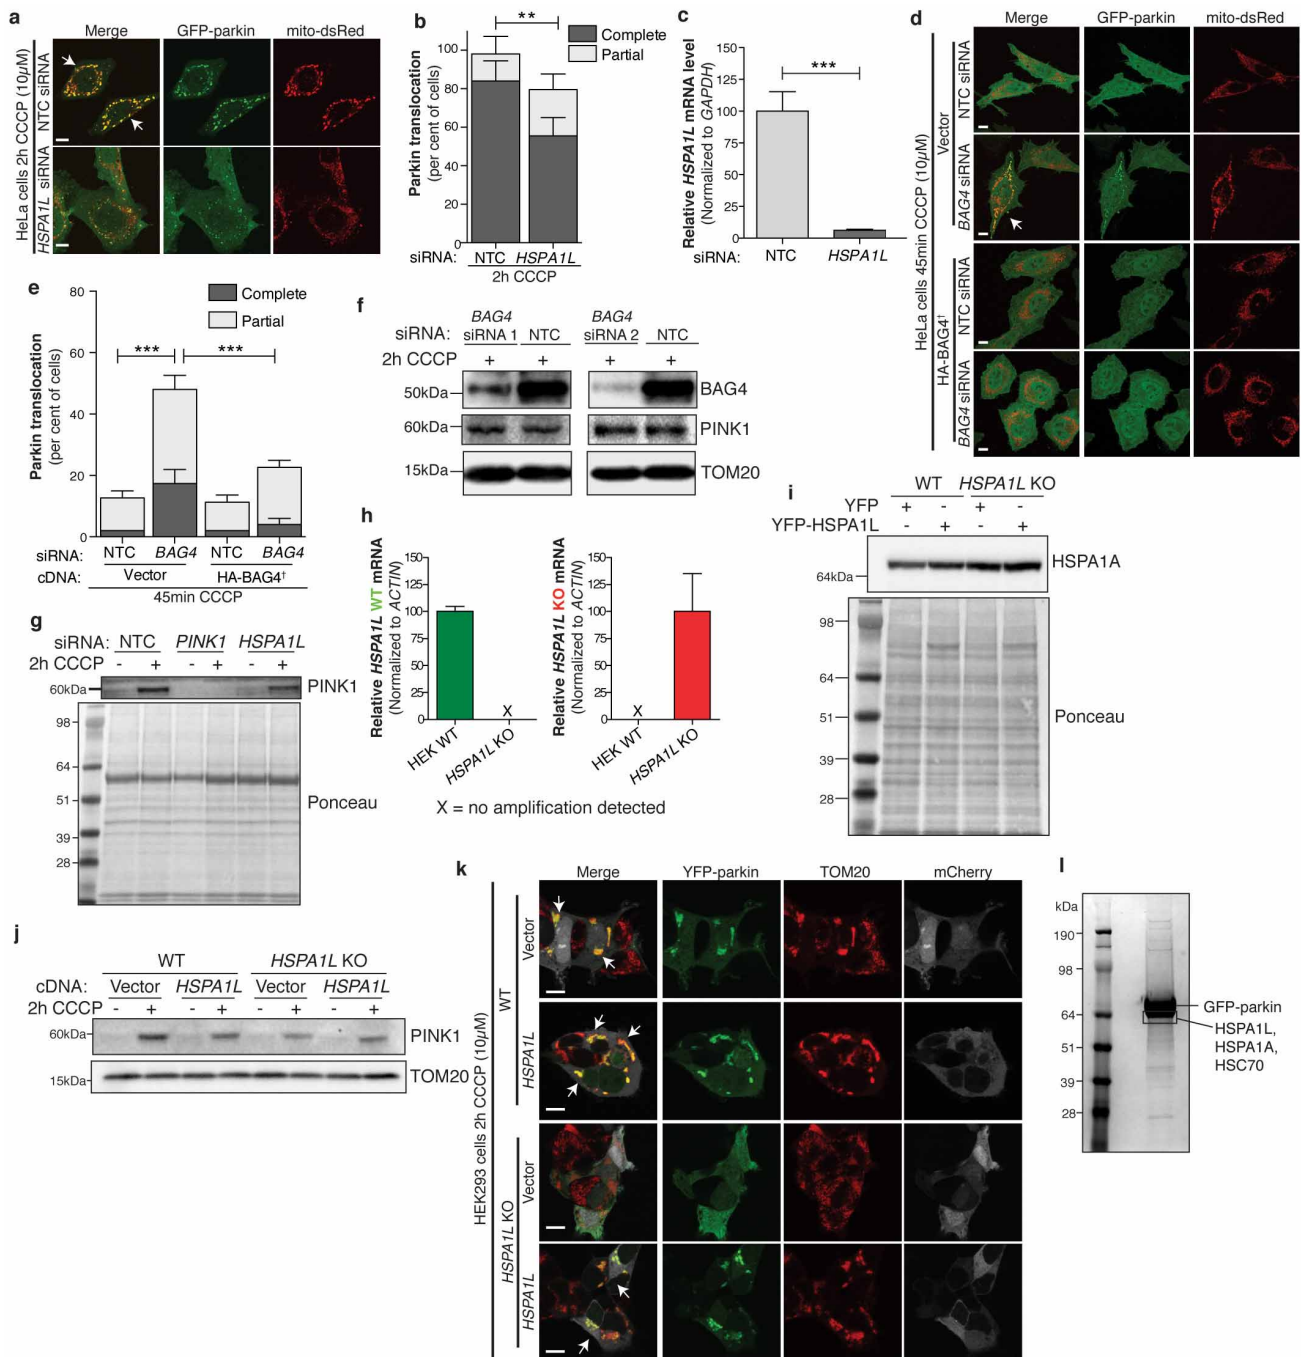 a
Merge GFP-parkin mito-dsRed
HeLa cells 2h CCCP (10µM)
NTC siRNA
HSPA1L siRNA
b
**
Complete
Partial
Parkin translocation
(per cent of cells)
100
80
60
40
20
0
siRNA: NTC HSPA1L
2h CCCP
c
Relative HSPA1L mRNA level
(Normalized to GAPDH)
150
125
100
75
50
25
0
***
siRNA: NTC HSPA1L
d
Merge GFP-parkin mito-dsRed
HeLa cells 45min CCCP (10µM)
Vector
NTC siRNA
BAG4 siRNA
HA-BAG4†
NTC siRNA
BAG4 siRNA
e
Complete
Partial
Parkin translocation
(per cent of cells)
80
60
40
20
0
*** ***
siRNA: NTC BAG4 NTC BAG4
cDNA: Vector HA-BAG4†
45min CCCP
f
siRNA: BAG4 siRNA 1 NTC BAG4 siRNA 2 NTC
2h CCCP + + + +
50kDa BAG4
60kDa PINK1
15kDa TOM20
g
siRNA: NTC PINK1 HSPA1L
2h CCCP - + - + - +
60kDa PINK1
98
64
51
39
28
Ponceau
h
Relative HSPA1L WT mRNA
(Normalized to ACTIN)
150
125
100
75
50
25
0
X
HEK WT HSPA1L KO
Relative HSPA1L KO mRNA
(Normalized to ACTIN)
150
125
100
75
50
25
0
X
HEK WT HSPA1L KO
X = no amplification detected
i
WT HSPA1L KO
YFP + - + -
YFP-HSPA1L - + - +
64kDa HSPA1A
98
64
51
39
28
Ponceau
j
WT HSPA1L KO
cDNA: Vector HSPA1L Vector HSPA1L
2h CCCP - + - + - + - +
60kDa PINK1
15kDa TOM20
k
Merge YFP-parkin TOM20 mCherry
HEK293 cells 2h CCCP (10µM)
WT
Vector
HSPA1L
HSPA1L KO
Vector
HSPA1L
l
kDa
190
98
64
51
39
28
GFP-parkin
HSPA1L,
HSPA1A,
HSC70